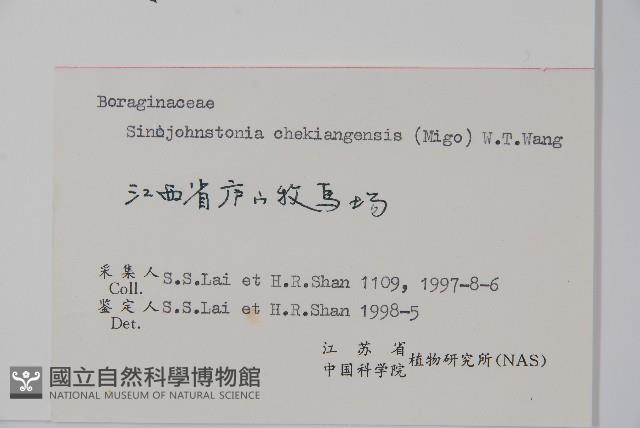 Boraginaceae
Sinojohnstonia chekiangensis (Migo) W.T.Wang
江西省庐山牧马场
采集人 S.S.Lai et H.R.Shan 1109, 1997-8-6
Coll.
鉴定人 S.S.Lai et H.R.Shan 1998-5
Det.
江苏省
中国科学院 植物研究所(NAS)
國立自然科學博物館
NATIONAL MUSEUM OF NATURAL SCIENCE